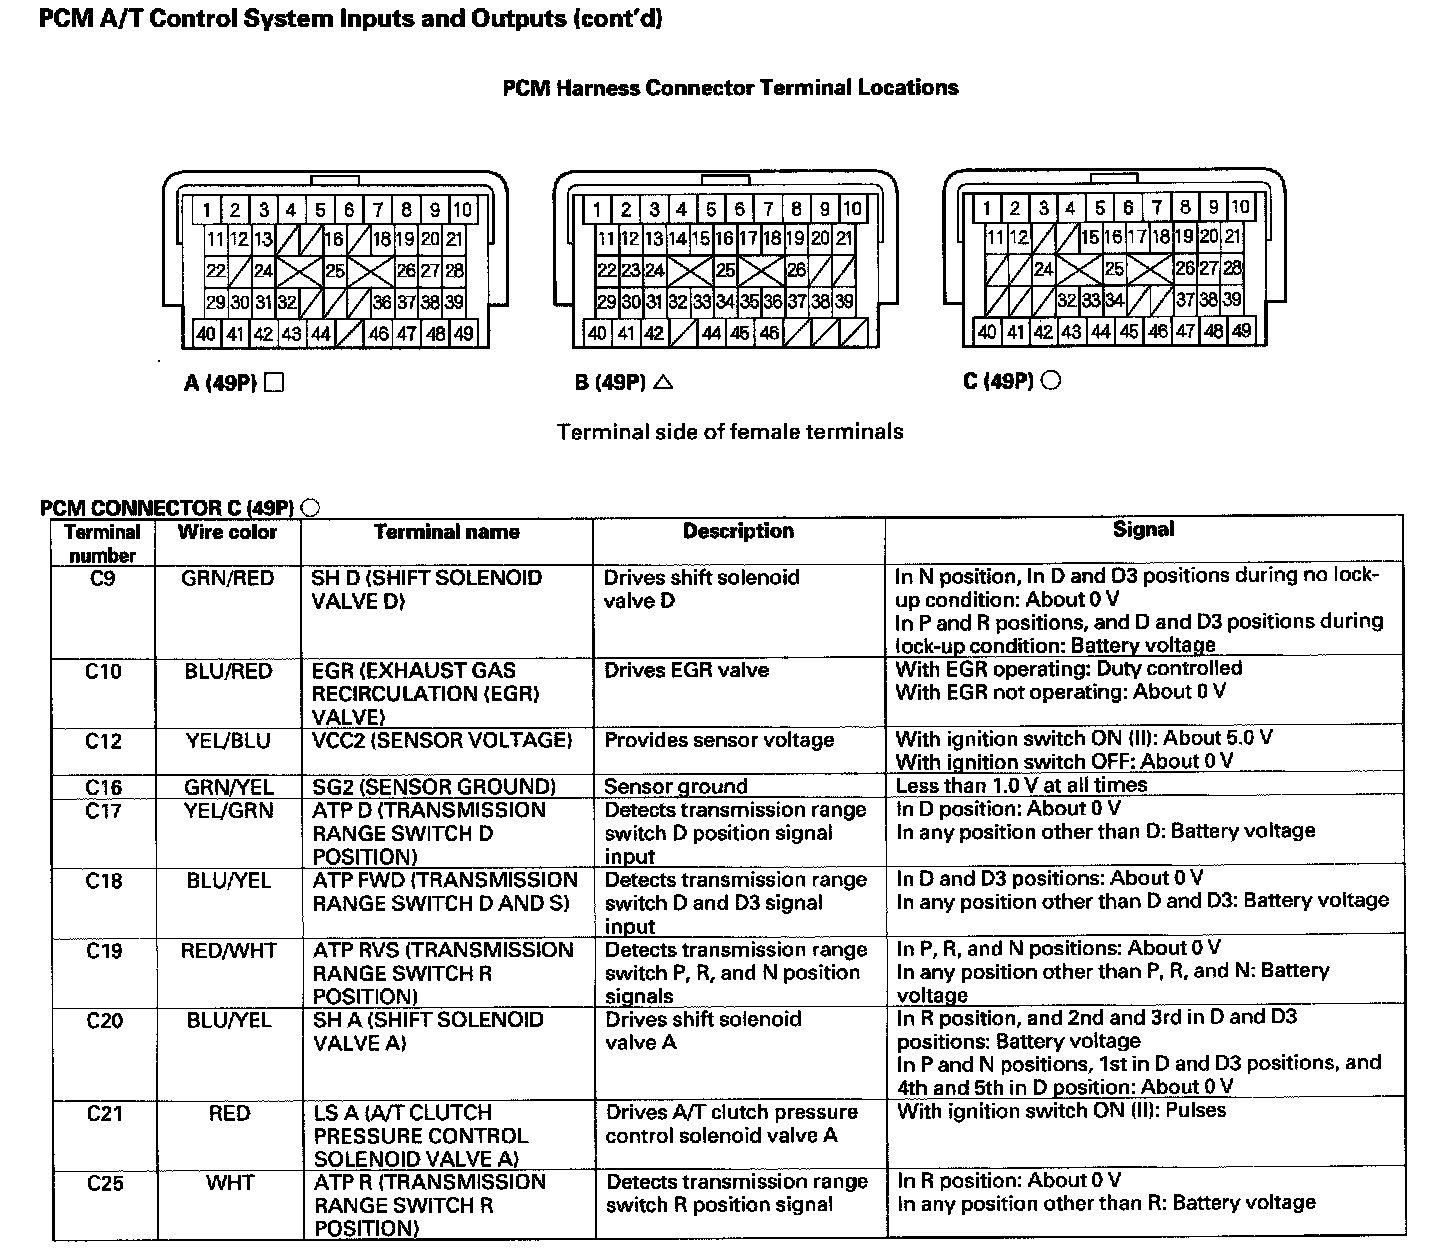 PCM A/T Control System Inputs and Outputs (cont'd)
PCM Harness Connector Terminal Locations
1 2 3 4 5 6 7 8 9 10
11 12 13 16 18 19 20 21
22 24 25 26 27 28
29 30 31 32 36 37 38 39
40 41 42 43 44 46 47 48 49
A (49P) □
1 2 3 4 5 6 7 8 9 10
11 12 13 14 15 16 17 18 19 20 21
22 23 24 25 26
29 30 31 32 33 34 35 36 37 38 39
40 41 42 44 45 46
B (49P) △
1 2 3 4 5 6 7 8 9 10
11 12 15 16 17 18 19 20 21
24 25 26 27 28
32 33 34 37 38 39
40 41 42 43 44 45 46 47 48 49
C (49P) ○
Terminal side of female terminals
PCM CONNECTOR C (49P) ○
Terminal number
Wire color
Terminal name
Description
Signal
C9
GRN/RED
SH D (SHIFT SOLENOID
VALVE D)
Drives shift solenoid
valve D
In N position, In D and D3 positions during no lock-
up condition: About 0 V
In P and R positions, and D and D3 positions during
lock-up condition: Battery voltage
C10
BLU/RED
EGR (EXHAUST GAS
RECIRCULATION (EGR)
VALVE)
Drives EGR valve
With EGR operating: Duty controlled
With EGR not operating: About 0 V
C12
YEL/BLU
VCC2 (SENSOR VOLTAGE)
Provides sensor voltage
With ignition switch ON (II): About 5.0 V
With ignition switch OFF: About 0 V
C16
GRN/YEL
SG2 (SENSOR GROUND)
Sensor ground
Less than 1.0 V at all times
C17
YEL/GRN
ATP D (TRANSMISSION
RANGE SWITCH D
POSITION)
Detects transmission range
switch D position signal
input
In D position: About 0 V
In any position other than D: Battery voltage
C18
BLU/YEL
ATP FWD (TRANSMISSION
RANGE SWITCH D AND S)
Detects transmission range
switch D and D3 signal
input
In D and D3 positions: About 0 V
In any position other than D and D3: Battery voltage
C19
RED/WHT
ATP RVS (TRANSMISSION
RANGE SWITCH R
POSITION)
Detects transmission range
switch P, R, and N position
signals
In P, R, and N positions: About 0 V
In any position other than P, R, and N: Battery
voltage
C20
BLU/YEL
SH A (SHIFT SOLENOID
VALVE A)
Drives shift solenoid
valve A
In R position, and 2nd and 3rd in D and D3
positions: Battery voltage
In P and N positions, 1st in D and D3 positions, and
4th and 5th in D position: About 0 V
C21
RED
LS A (A/T CLUTCH
PRESSURE CONTROL
SOLENOID VALVE A)
Drives A/T clutch pressure
control solenoid valve A
With ignition switch ON (II): Pulses
C25
WHT
ATP R (TRANSMISSION
RANGE SWITCH R
POSITION)
Detects transmission range
switch R position signal
In R position: About 0 V
In any position other than R: Battery voltage